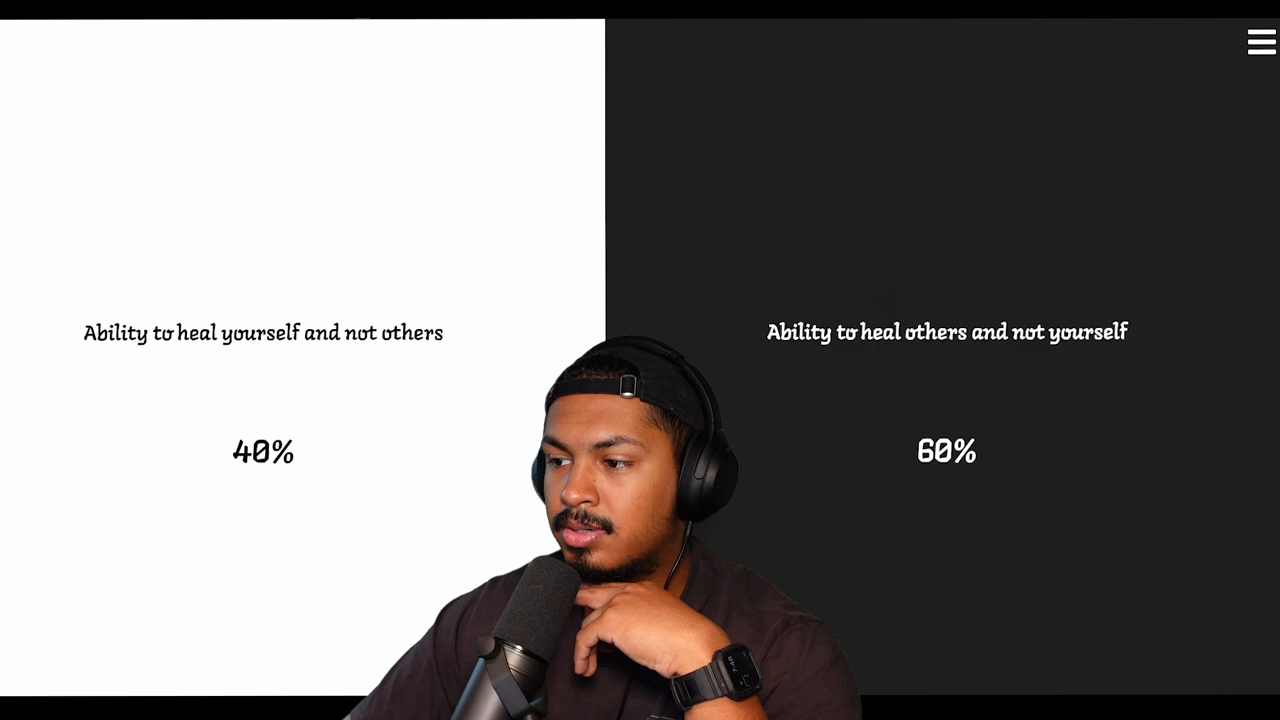 Ability to heal yourself and not others
40%
Ability to heal others and not yourself
60%